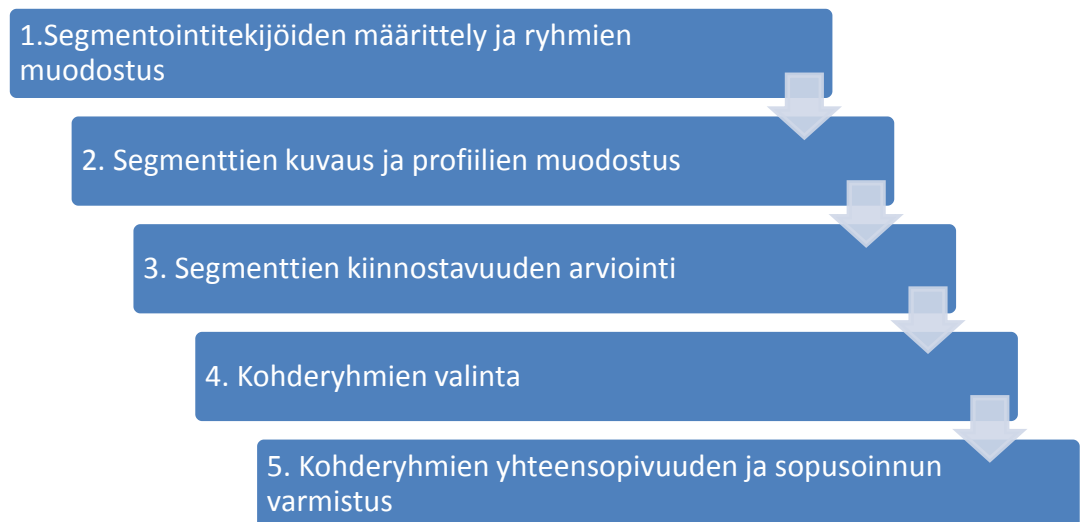 1.Segmentointitekijöiden määrittely ja ryhmien
muodostus
2. Segmenttien kuvaus ja profiilien muodostus
3. Segmenttien kiinnostavuuden arviointi
4. Kohderyhmien valinta
5. Kohderyhmien yhteensopivuuden ja sopusoinnun
varmistus